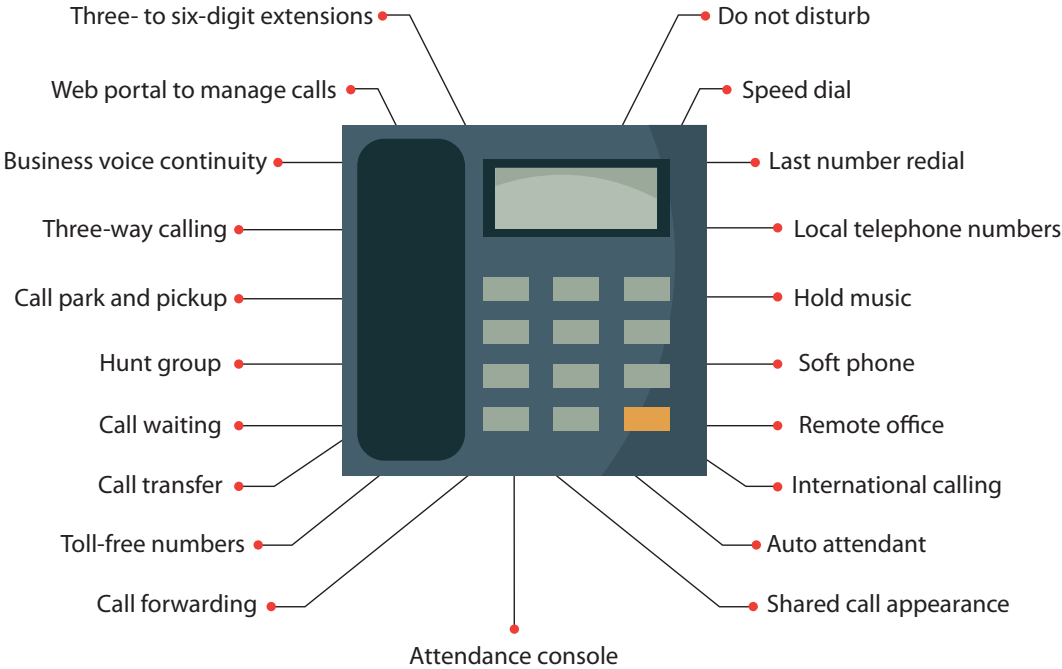 Three- to six-digit extensions
Do not disturb
Web portal to manage calls
Speed dial
Business voice continuity
Last number redial
Three-way calling
Local telephone numbers
Call park and pickup
Hold music
Hunt group
Soft phone
Call waiting
Remote office
Call transfer
International calling
Toll-free numbers
Auto attendant
Call forwarding
Shared call appearance
Attendance console